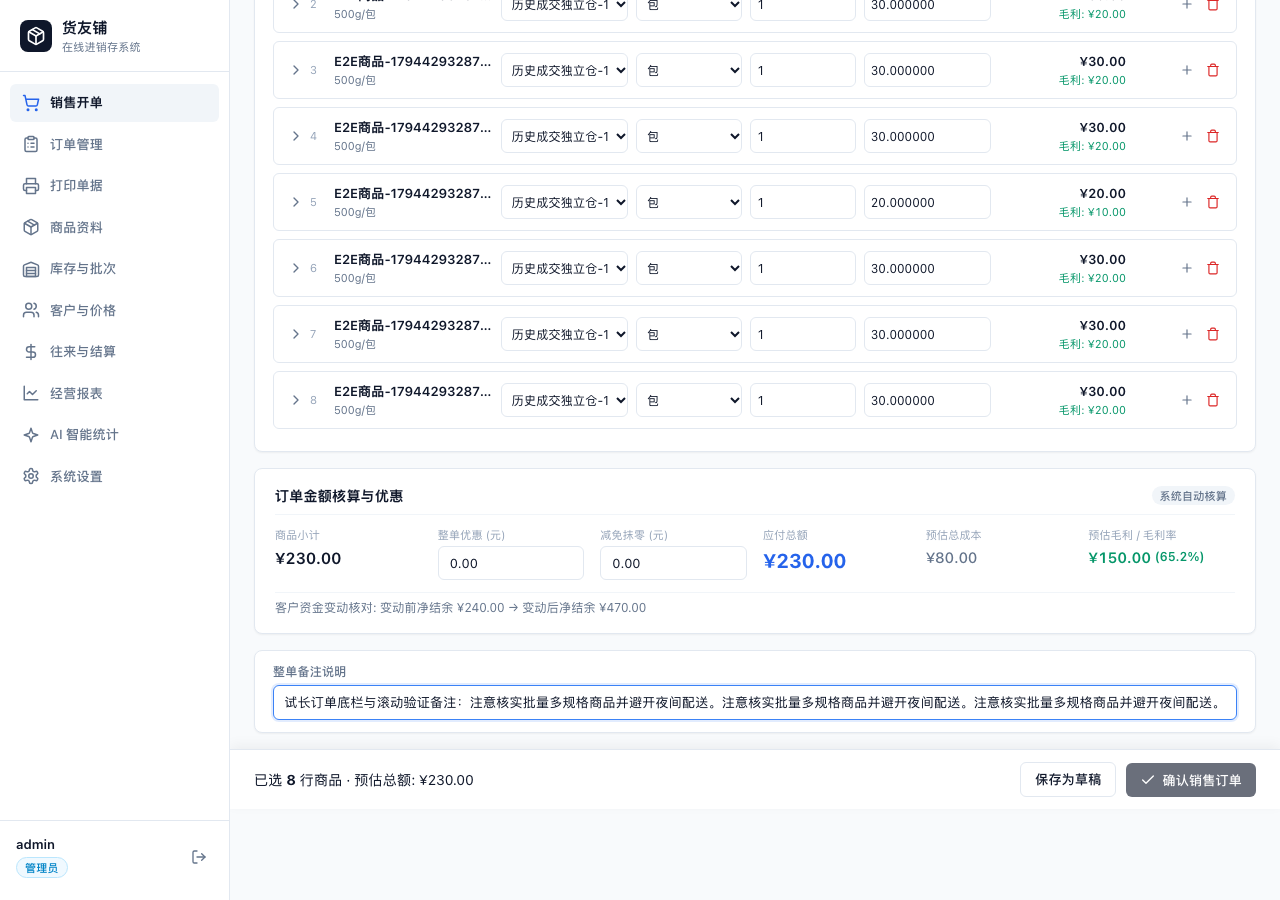 货友铺
在线进销存系统
销售开单
订单管理
打印单据
商品资料
库存与批次
客户与价格
往来与结算
经营报表
AI 智能统计
系统设置
admin
管理员
2 包 1 30.000000
500g/包 毛利: ¥20.00
3 E2E商品-17944293287... 历史成交独立仓-1 包 1 30.000000 ¥30.00
500g/包 毛利: ¥20.00
4 E2E商品-17944293287... 历史成交独立仓-1 包 1 30.000000 ¥30.00
500g/包 毛利: ¥20.00
5 E2E商品-17944293287... 历史成交独立仓-1 包 1 20.000000 ¥20.00
500g/包 毛利: ¥10.00
6 E2E商品-17944293287... 历史成交独立仓-1 包 1 30.000000 ¥30.00
500g/包 毛利: ¥20.00
7 E2E商品-17944293287... 历史成交独立仓-1 包 1 30.000000 ¥30.00
500g/包 毛利: ¥20.00
8 E2E商品-17944293287... 历史成交独立仓-1 包 1 30.000000 ¥30.00
500g/包 毛利: ¥20.00
订单金额核算与优惠 系统自动核算
商品小计 整单优惠 (元) 减免抹零 (元) 应付总额 预估总成本 预估毛利 / 毛利率
¥230.00 0.00 0.00 ¥230.00 ¥80.00 ¥150.00 (65.2%)
客户资金变动核对: 变动前净结余 ¥240.00 → 变动后净结余 ¥470.00
整单备注说明
试长订单底栏与滚动验证备注：注意核实批量多规格商品并避开夜间配送。注意核实批量多规格商品并避开夜间配送。注意核实批量多规格商品并避开夜间配送。
已选 8 行商品 · 预估总额: ¥230.00 保存为草稿 确认销售订单